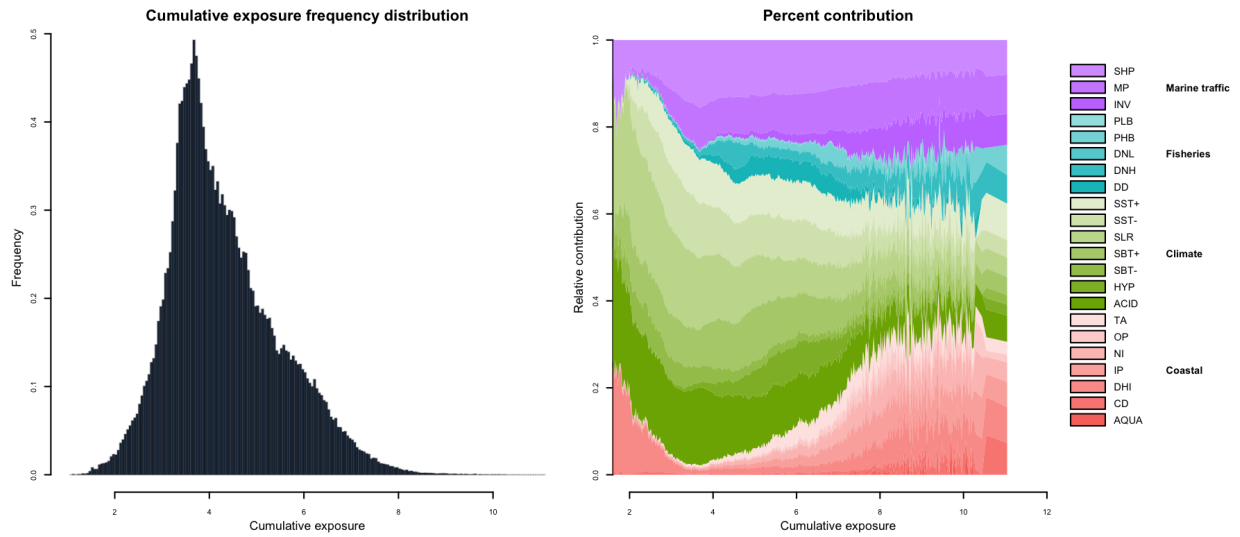 Cumulative exposure frequency distribution
Frequency
0.0
0.1
0.2
0.3
0.4
0.5
2
4
6
8
10
Cumulative exposure
Percent contribution
Relative contribution
0.0
0.2
0.4
0.6
0.8
1.0
2
4
6
8
10
12
Cumulative exposure
SHP
MP Marine traffic
INV
PLB
PHB
DNL Fisheries
DNH
DD
SST+
SST-
SLR
SBT+ Climate
SBT-
HYP
ACID
TA
OP
NI
IP Coastal
DHI
CD
AQUA